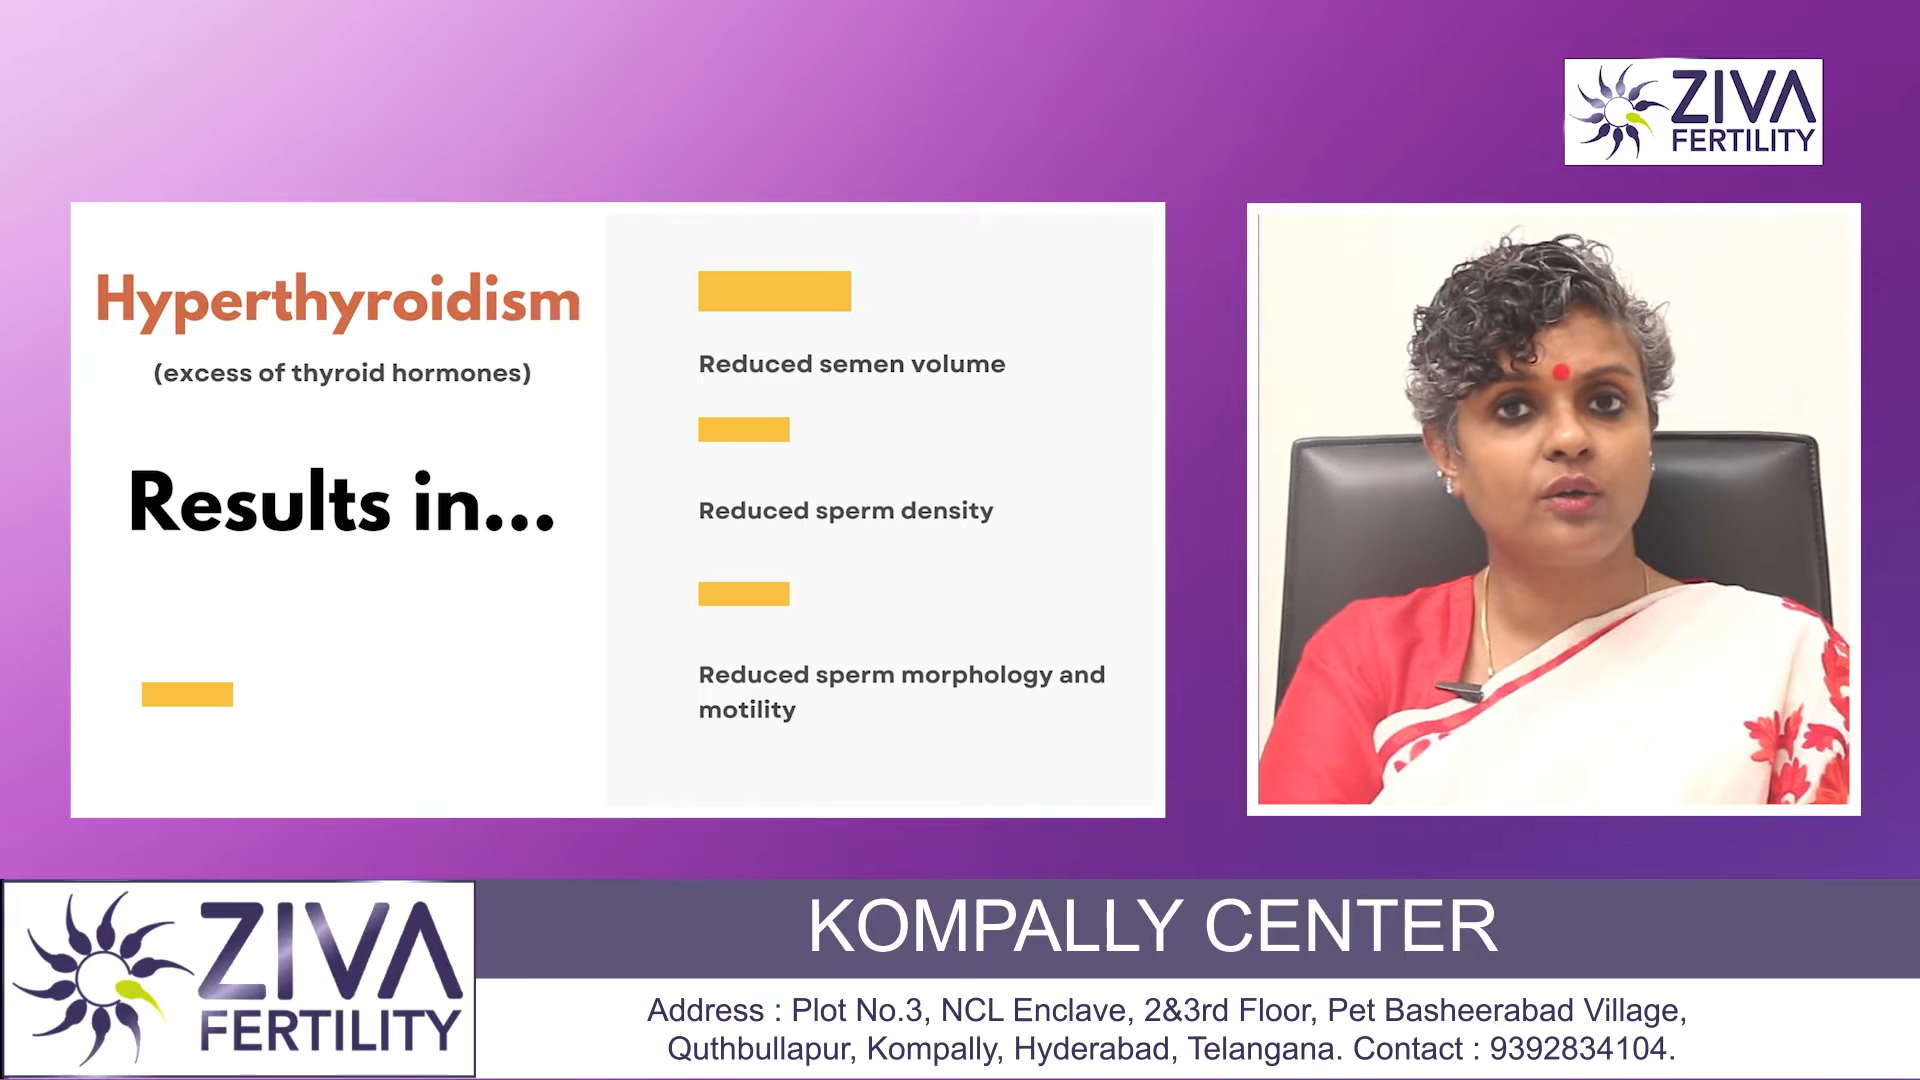 ZIVA
FERTILITY
Hyperthyroidism
(excess of thyroid hormones)
Results in...
Reduced semen volume
Reduced sperm density
Reduced sperm morphology and
motility
ZIVA
FERTILITY
KOMPALLY CENTER
Address : Plot No.3, NCL Enclave, 2&3rd Floor, Pet Basheerabad Village,
Quthbullapur, Kompally, Hyderabad, Telangana. Contact : 9392834104.